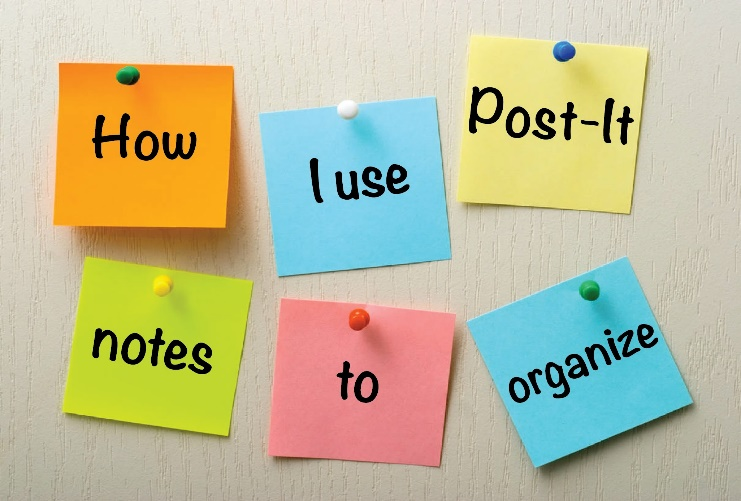 How
I use
Post-It
notes
to
organize